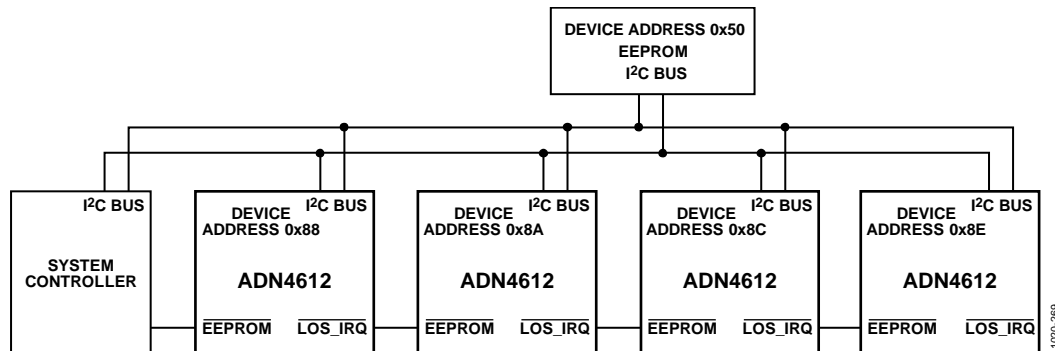 DEVICE ADDRESS 0x50
EEPROM
I2C BUS
I2C BUS
SYSTEM
CONTROLLER
I2C BUS
DEVICE
ADDRESS 0x88
ADN4612
EEPROM
LOS_IRQ
I2C BUS
DEVICE
ADDRESS 0x8A
ADN4612
EEPROM
LOS_IRQ
I2C BUS
DEVICE
ADDRESS 0x8C
ADN4612
EEPROM
LOS_IRQ
I2C BUS
DEVICE
ADDRESS 0x8E
ADN4612
EEPROM
LOS_IRQ